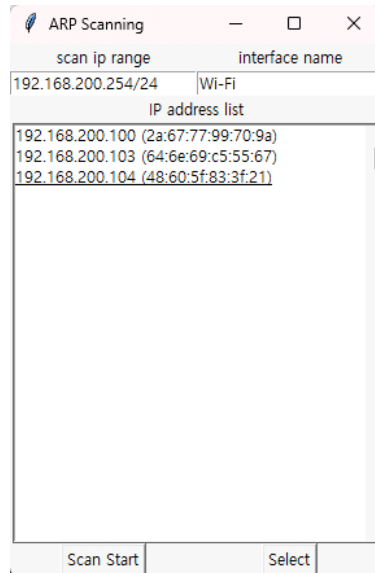 ARP Scanning
scan ip range interface name
192.168.200.254/24 Wi-Fi
IP address list
192.168.200.100 (2a:67:77:99:70:9a)
192.168.200.103 (64:6e:69:c5:55:67)
192.168.200.104 (48:60:5f:83:3f:21)
Scan Start Select